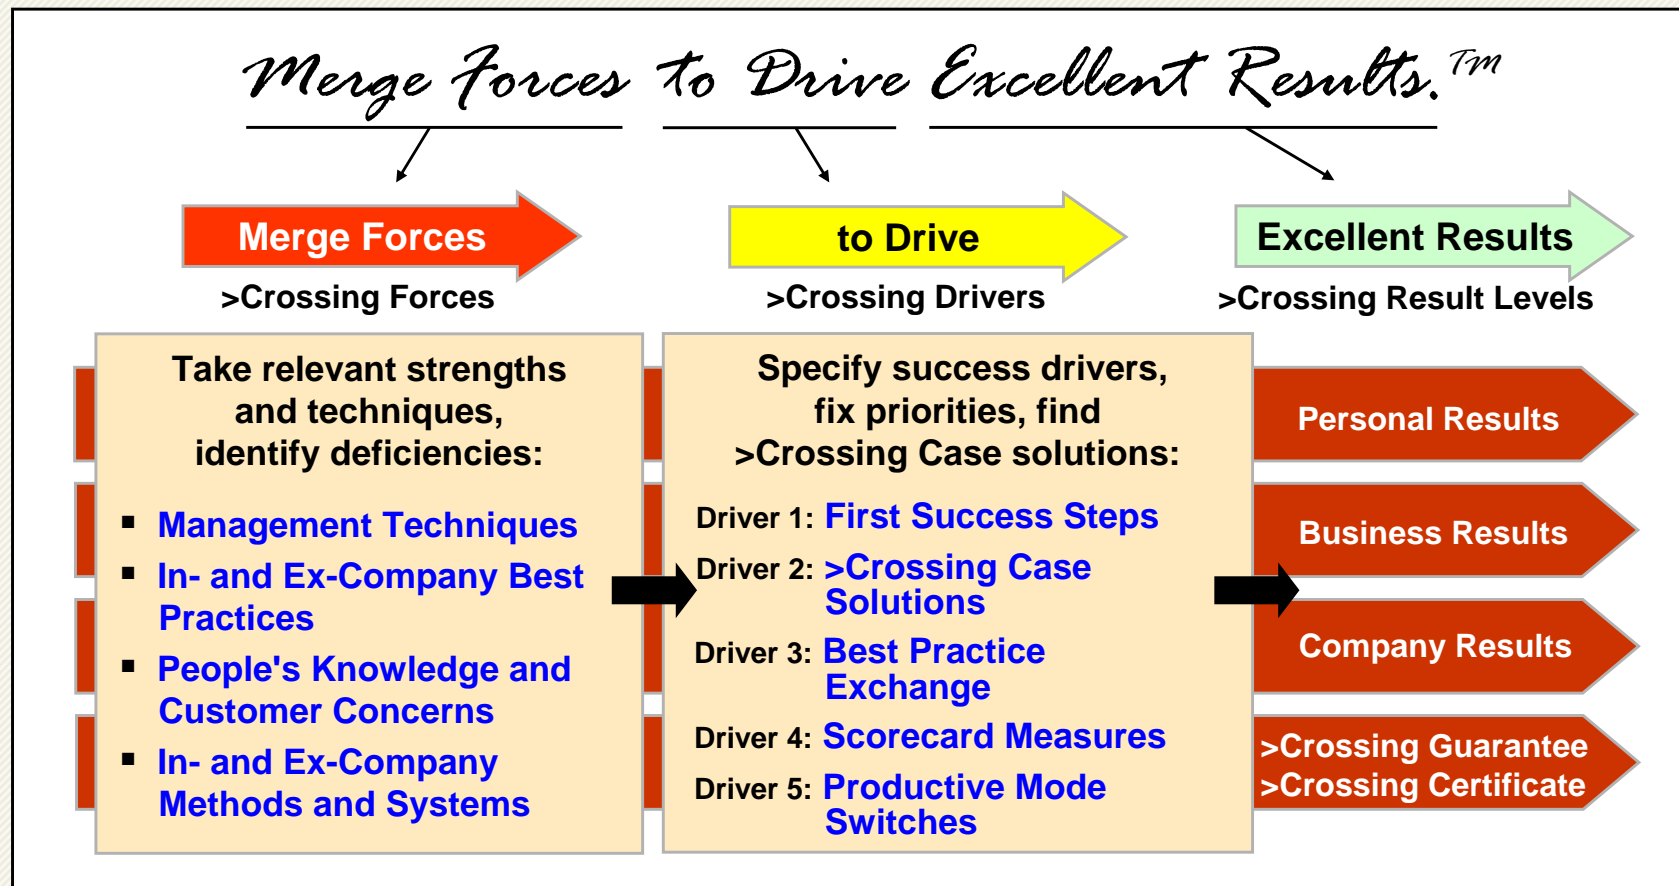 Merge Forces to Drive Excellent Results.™
Merge Forces
>Crossing Forces
to Drive
>Crossing Drivers
Excellent Results
>Crossing Result Levels
Take relevant strengths
and techniques,
identify deficiencies:
▪ Management Techniques
▪ In- and Ex-Company Best
Practices
▪ People's Knowledge and
Customer Concerns
▪ In- and Ex-Company
Methods and Systems
Specify success drivers,
fix priorities, find
>Crossing Case solutions:
Driver 1: First Success Steps
Driver 2: >Crossing Case
Solutions
Driver 3: Best Practice
Exchange
Driver 4: Scorecard Measures
Driver 5: Productive Mode
Switches
Personal Results
Business Results
Company Results
>Crossing Guarantee
>Crossing Certificate